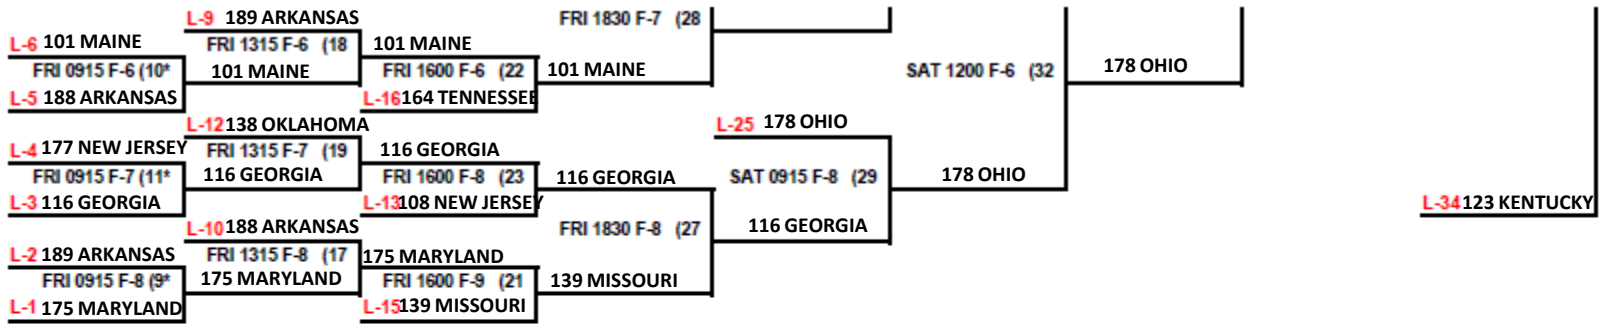 L-9 189 ARKANSAS
FRI 1830 F-7 (28
L-6 101 MAINE
FRI 1315 F-6 (18
101 MAINE
FRI 0915 F-6 (10*
101 MAINE
FRI 1600 F-6 (22
101 MAINE
SAT 1200 F-6 (32
178 OHIO
L-5 188 ARKANSAS
L-16 164 TENNESSEE
L-12 138 OKLAHOMA
L-25 178 OHIO
L-4 177 NEW JERSEY
FRI 1315 F-7 (19
116 GEORGIA
FRI 0915 F-7 (11*
116 GEORGIA
FRI 1600 F-8 (23
116 GEORGIA
SAT 0915 F-8 (29
178 OHIO
L-3 116 GEORGIA
L-13 108 NEW JERSEY
L-34 123 KENTUCKY
L-10 188 ARKANSAS
FRI 1830 F-8 (27
116 GEORGIA
L-2 189 ARKANSAS
FRI 1315 F-8 (17
175 MARYLAND
FRI 0915 F-8 (9*
175 MARYLAND
FRI 1600 F-9 (21
139 MISSOURI
L-1 175 MARYLAND
L-15 139 MISSOURI